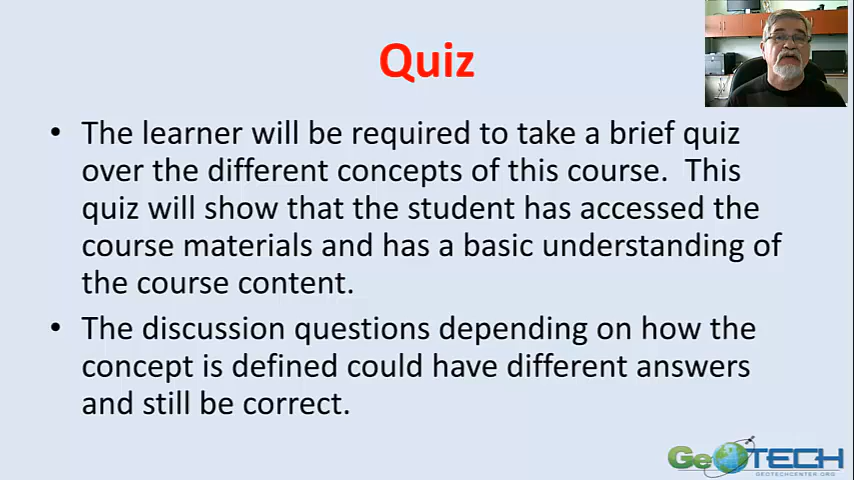 Quiz
• The learner will be required to take a brief quiz
over the different concepts of this course.  This
quiz will show that the student has accessed the
course materials and has a basic understanding of
the course content.
• The discussion questions depending on how the
concept is defined could have different answers
and still be correct.
GeOTECH
GEOTECHCENTER.ORG